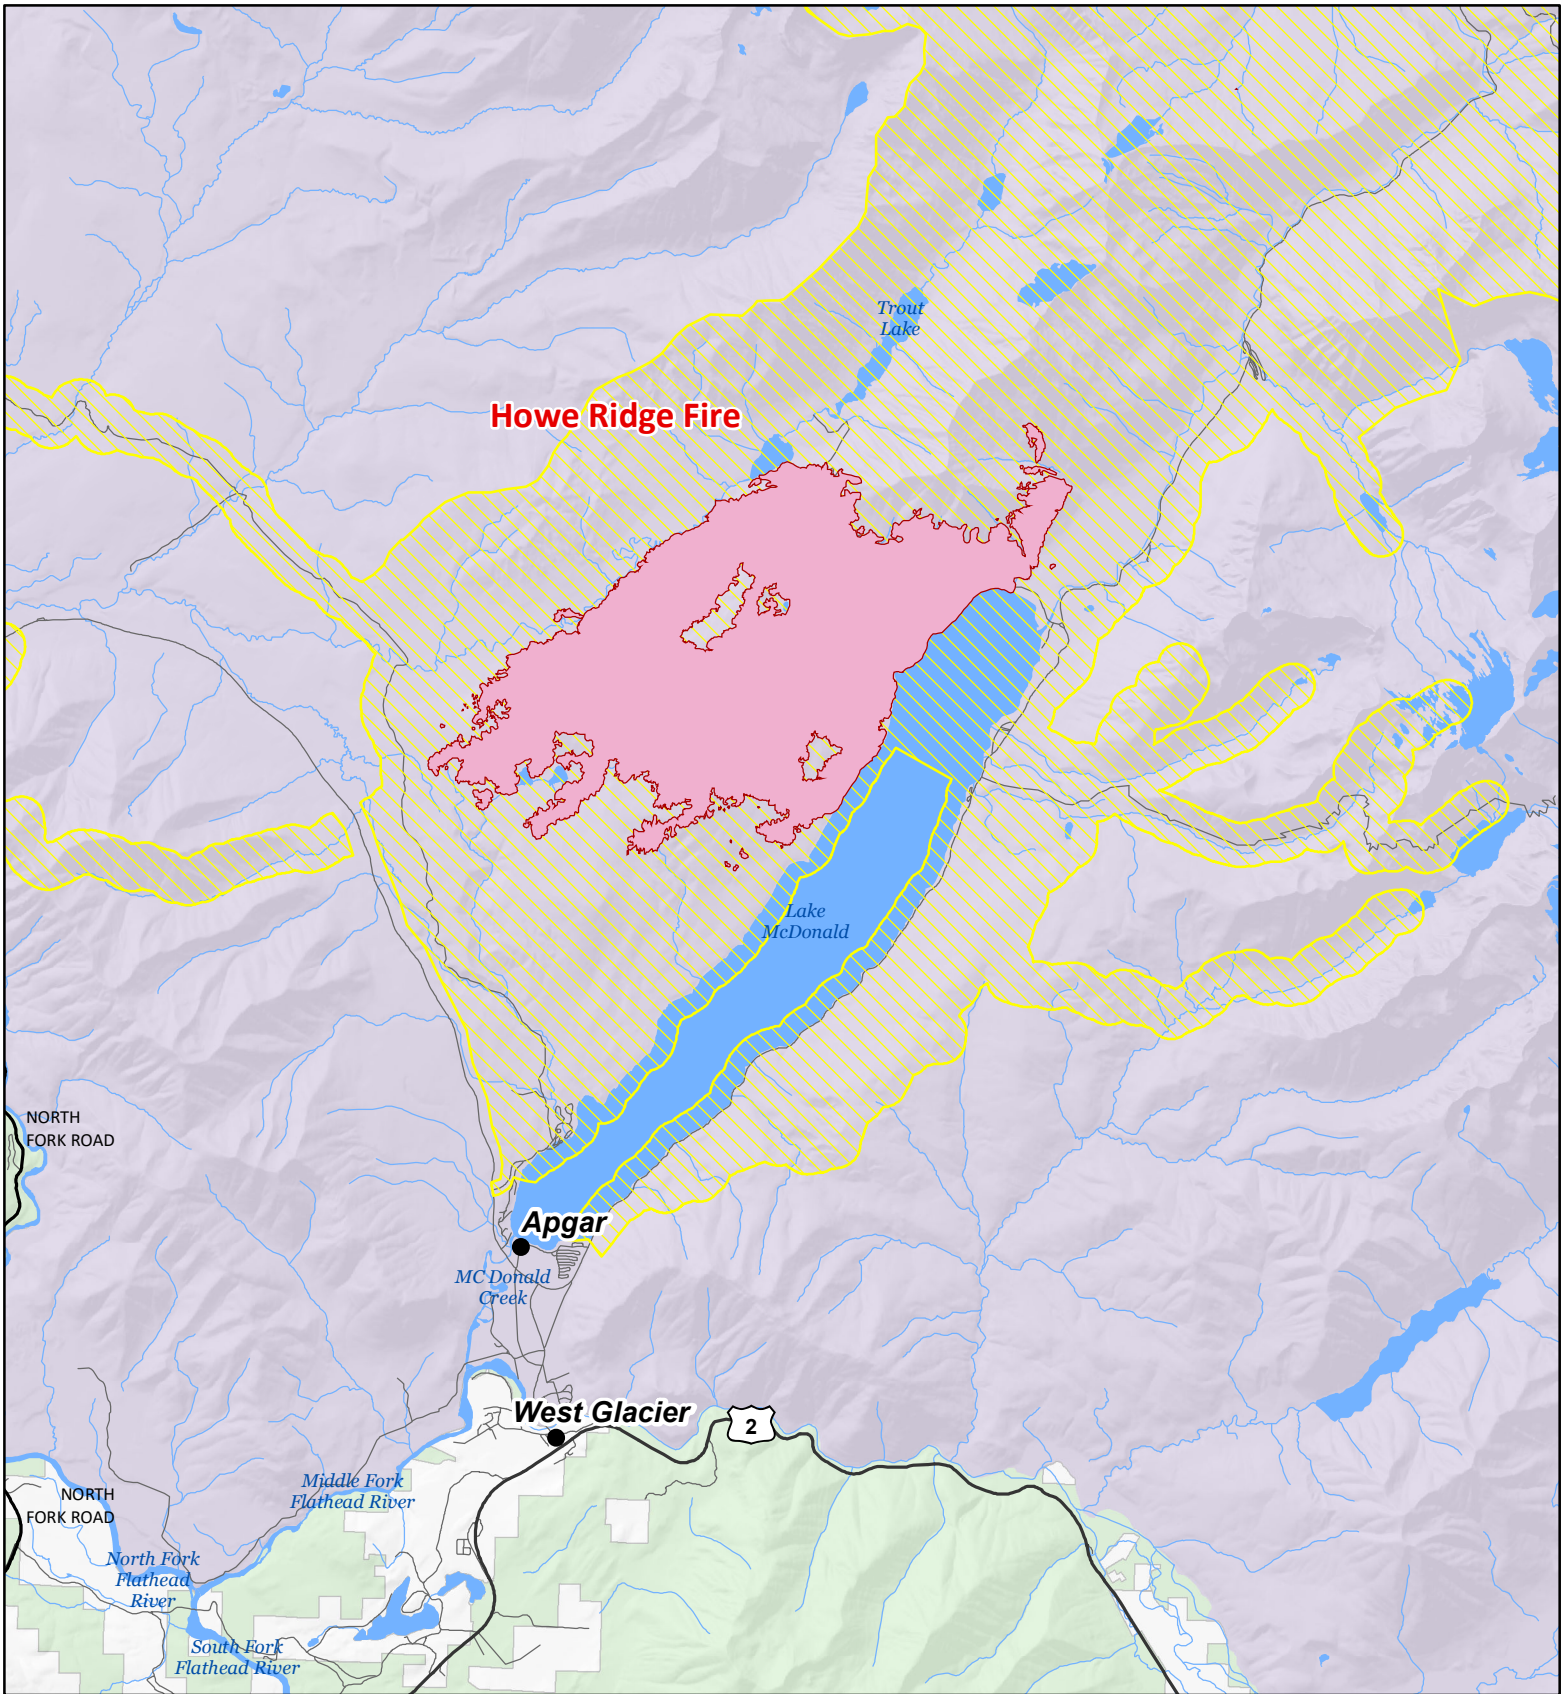 Trout
Lake
Howe Ridge Fire
Lake
McDonald
NORTH
FORK ROAD
Apgar
MC Donald
Creek
West Glacier
2
Middle Fork
Flathead River
NORTH
FORK ROAD
North Fork
Flathead
River
South Fork
Flathead River